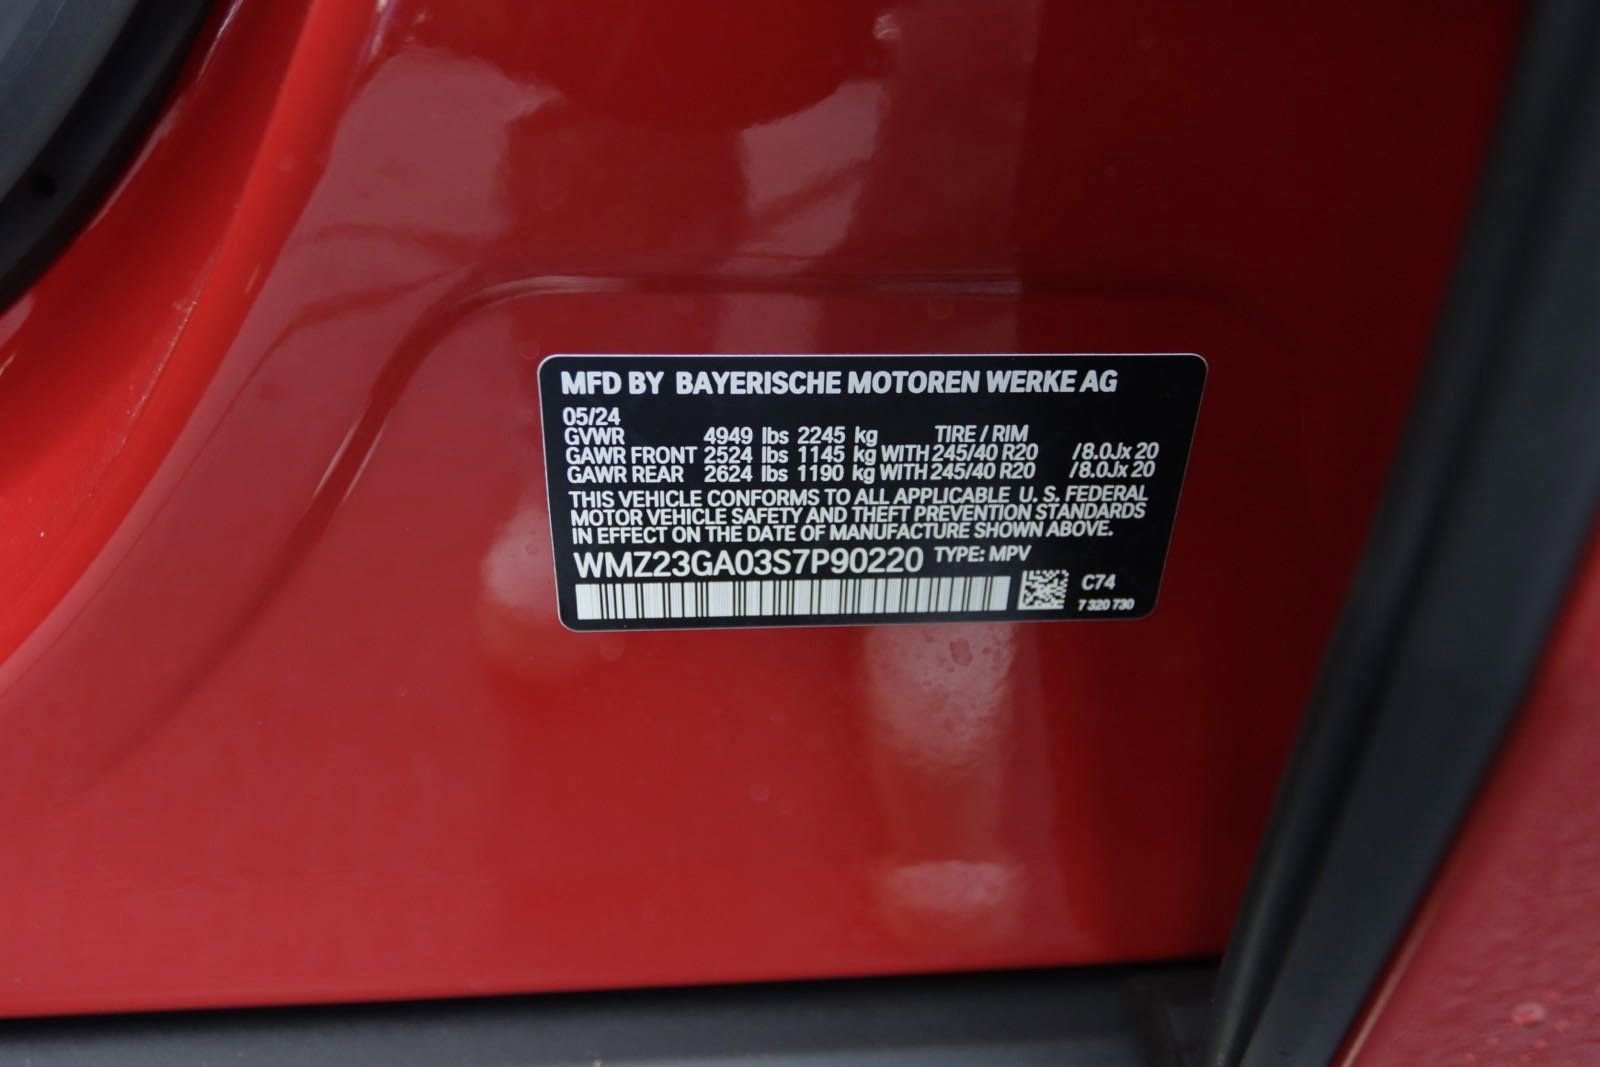 MFD BY BAYERISCHE MOTOREN WERKE AG
05/24
GVWR 4949 lbs 2245 kg TIRE / RIM
GAWR FRONT 2524 lbs 1145 kg WITH 245/40 R20 /8.0Jx 20
GAWR REAR 2624 lbs 1190 kg WITH 245/40 R20 /8.0Jx 20
THIS VEHICLE CONFORMS TO ALL APPLICABLE U. S. FEDERAL
MOTOR VEHICLE SAFETY AND THEFT PREVENTION STANDARDS
IN EFFECT ON THE DATE OF MANUFACTURE SHOWN ABOVE.
WMZ23GA03S7P90220 TYPE: MPV
C74
7 320 730